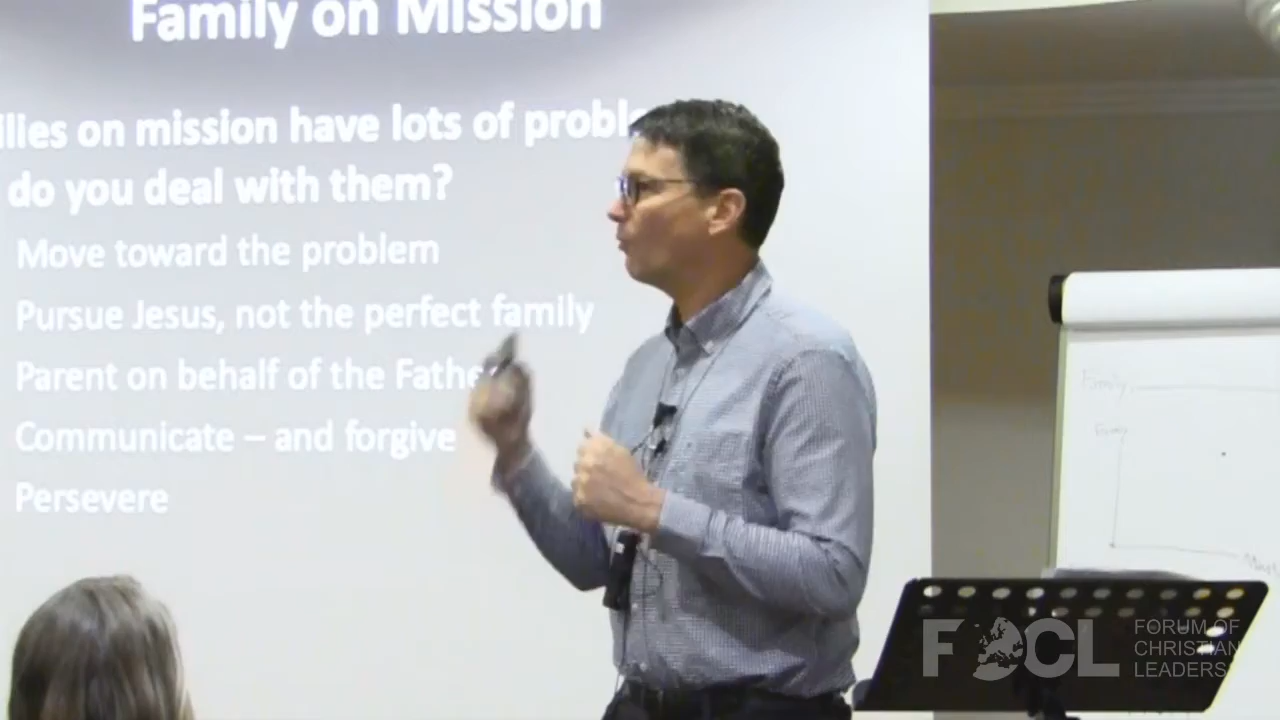 Family on Mission
ilies on mission have lots of proble
do you deal with them?
Move toward the problem
Pursue Jesus, not the perfect family
Parent on behalf of the Fathe
Communicate – and forgive
Persevere
Family
FOCL
FORUM OF
CHRISTIAN
LEADERS